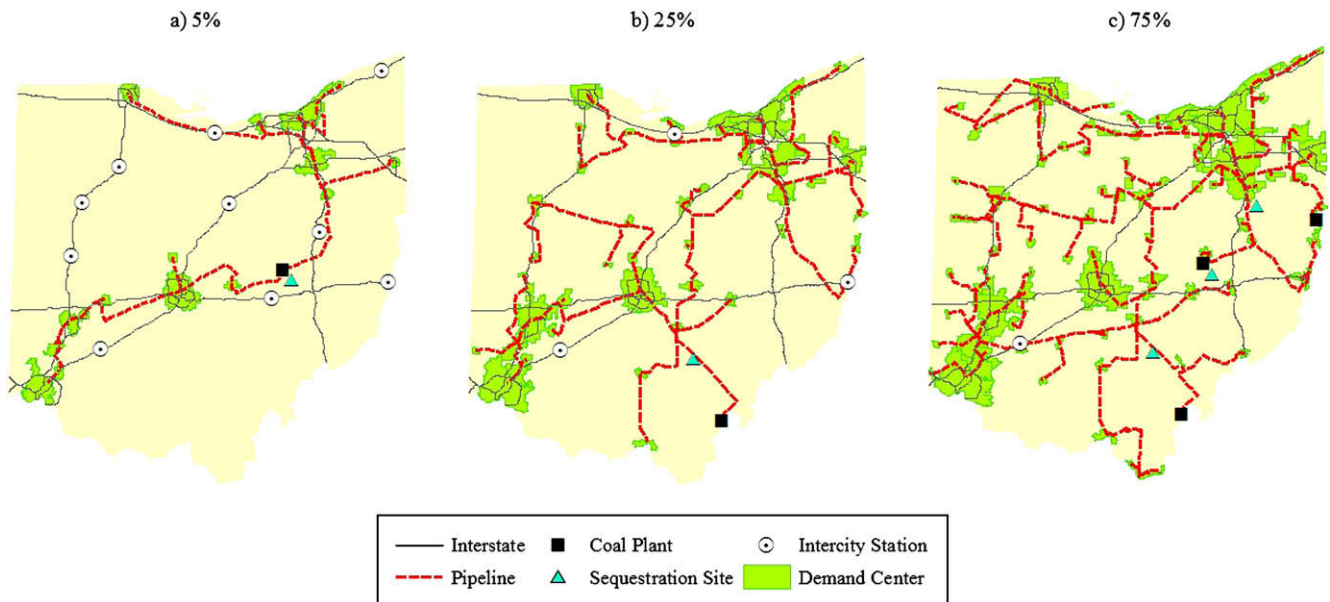 a) 5%
b) 25%
c) 75%
Interstate
Coal Plant
Intercity Station
Pipeline
Sequestration Site
Demand Center